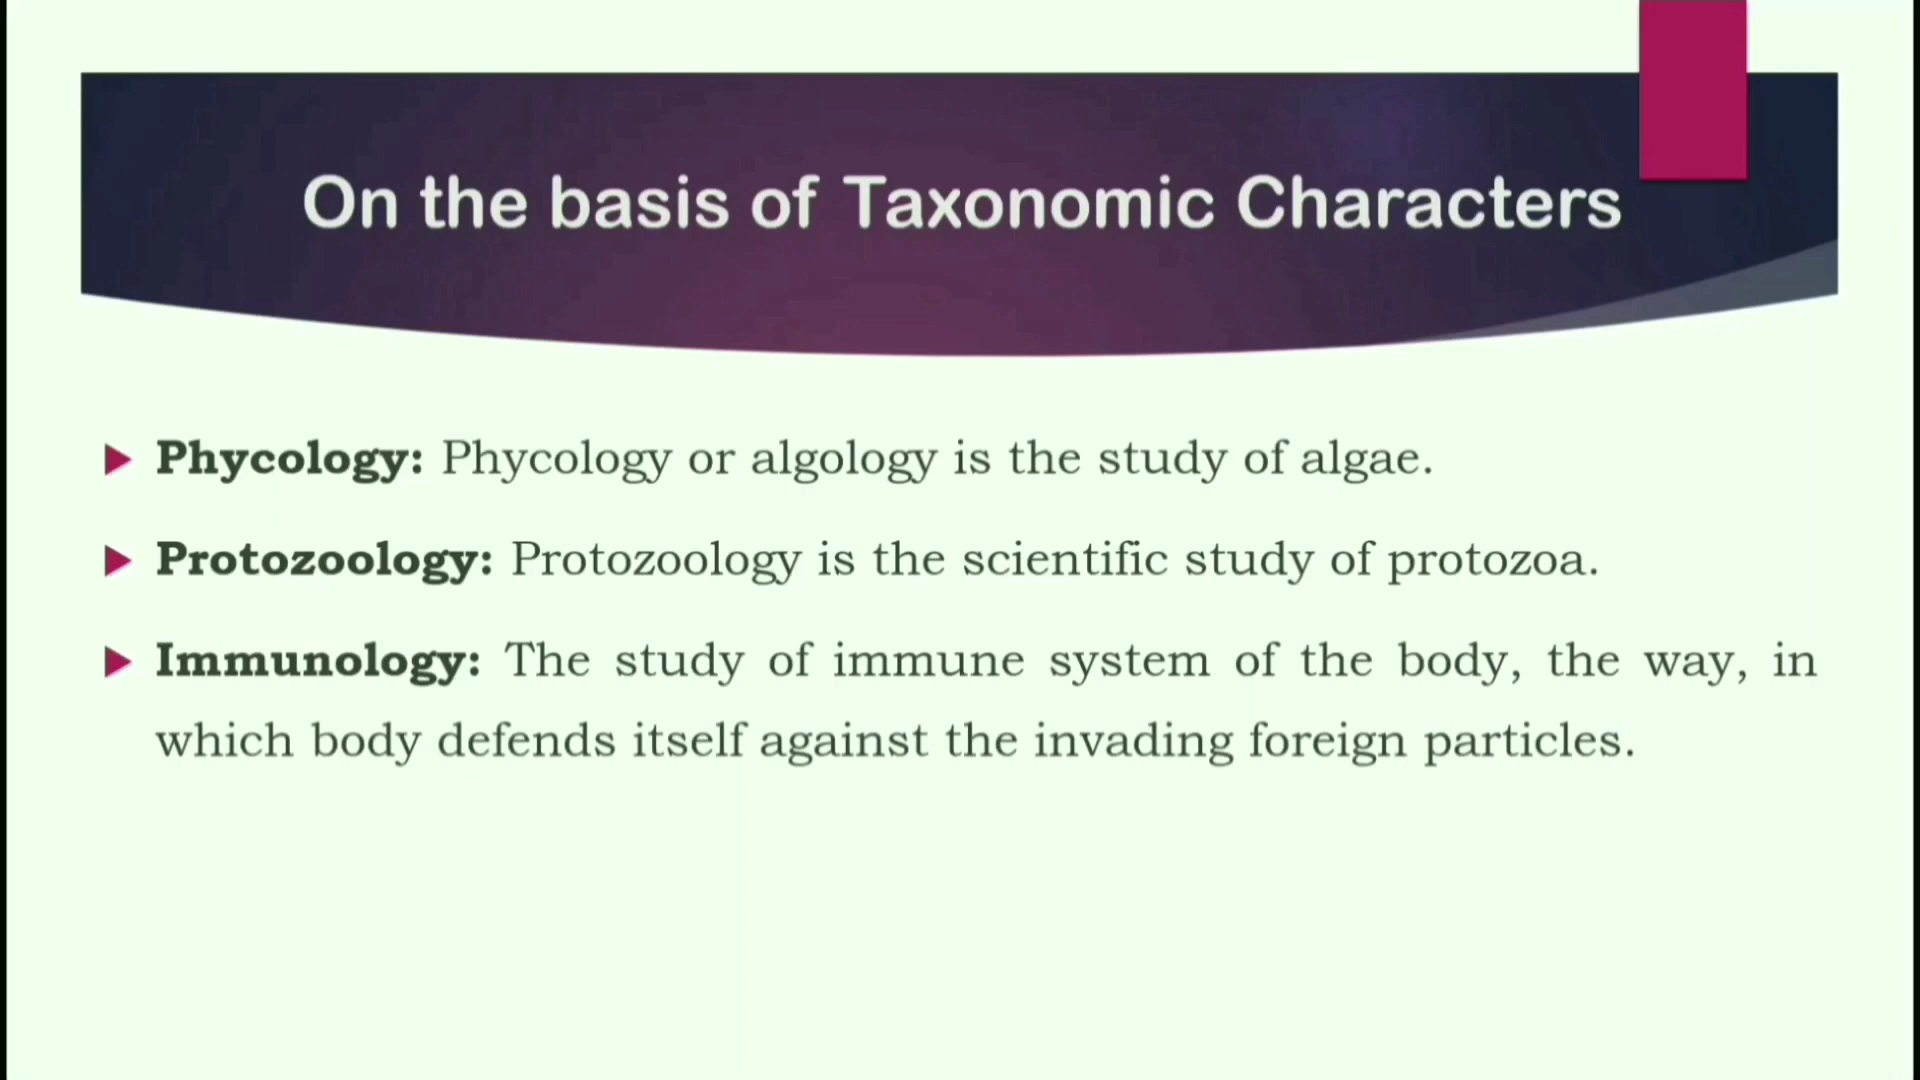 On the basis of Taxonomic Characters
Phycology: Phycology or algology is the study of algae.
Protozoology: Protozoology is the scientific study of protozoa.
Immunology: The study of immune system of the body, the way, in
which body defends itself against the invading foreign particles.